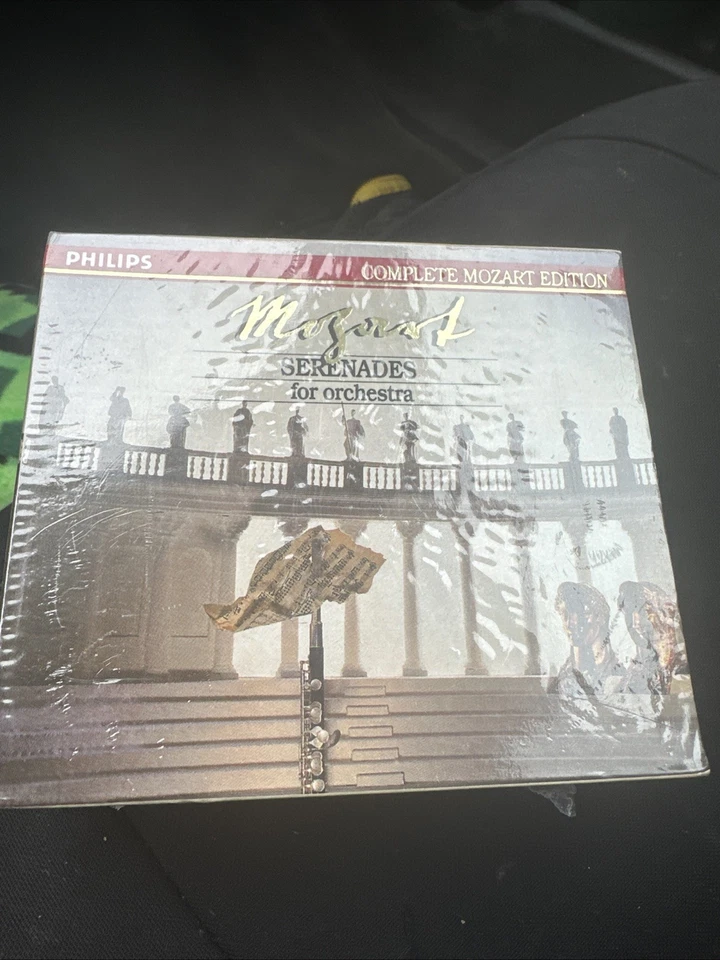 PHILIPS
COMPLETE MOZART EDITION
Mozart
SERENADES
for orchestra